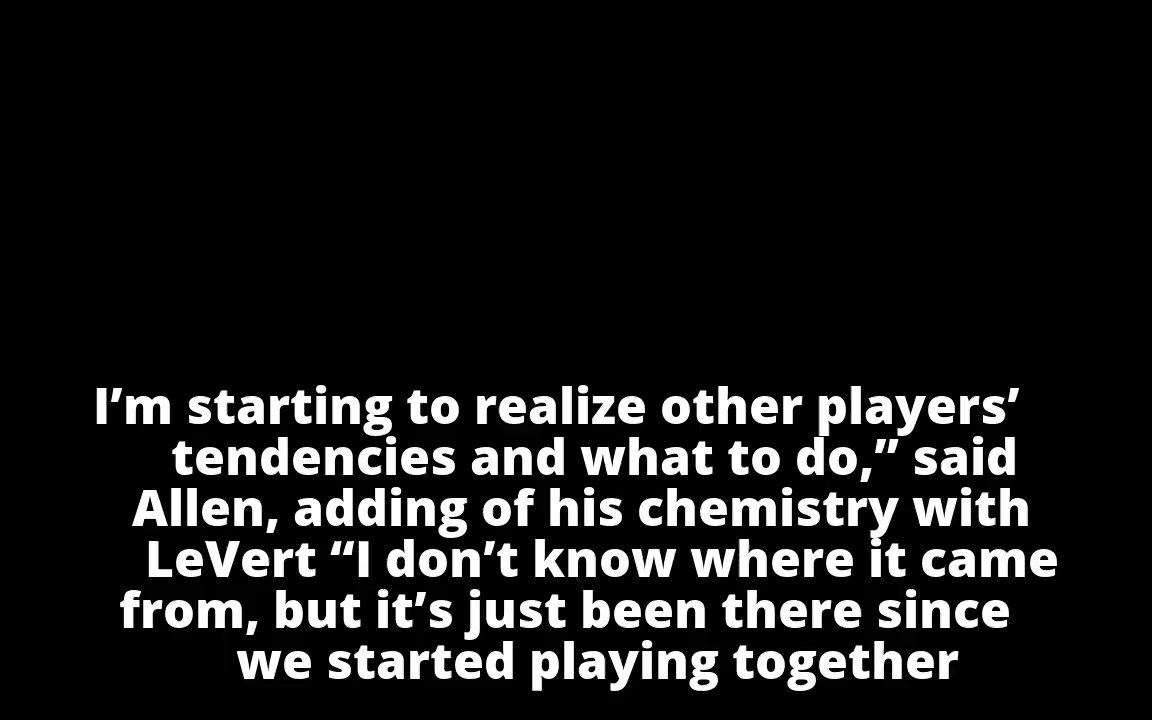 I’m starting to realize other players’
tendencies and what to do,” said
Allen, adding of his chemistry with
LeVert “I don’t know where it came
from, but it’s just been there since
we started playing together